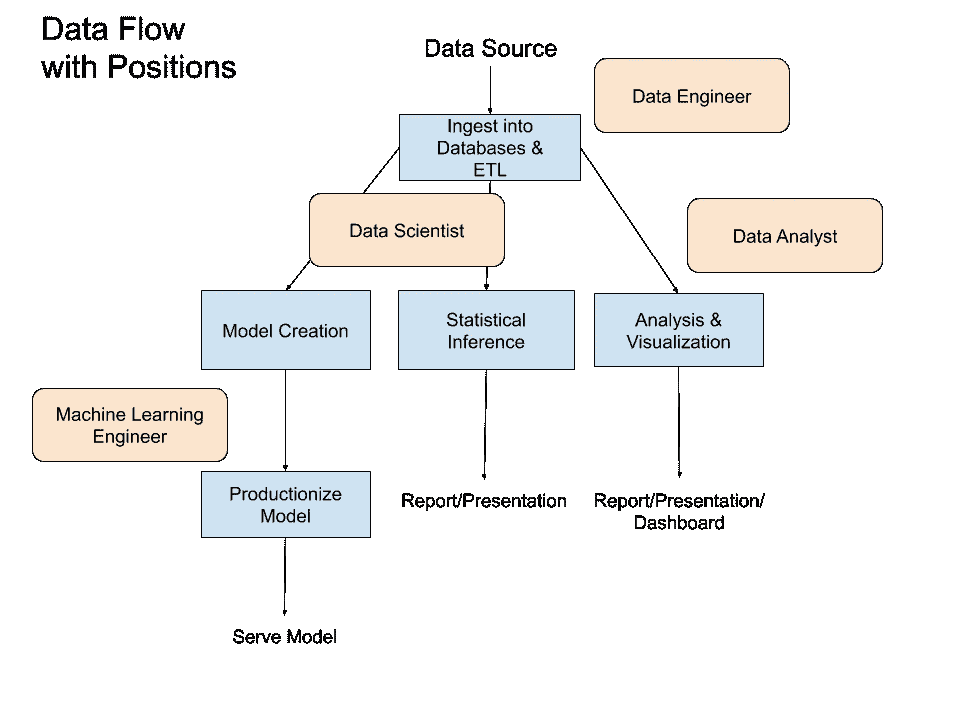 Data Flow
with Positions
Data Source
Data Engineer
Ingest into
Databases &
ETL
Data Scientist
Data Analyst
Model Creation
Statistical
Inference
Analysis &
Visualization
Machine Learning
Engineer
Productionize
Model
Report/Presentation
Report/Presentation/
Dashboard
Serve Model